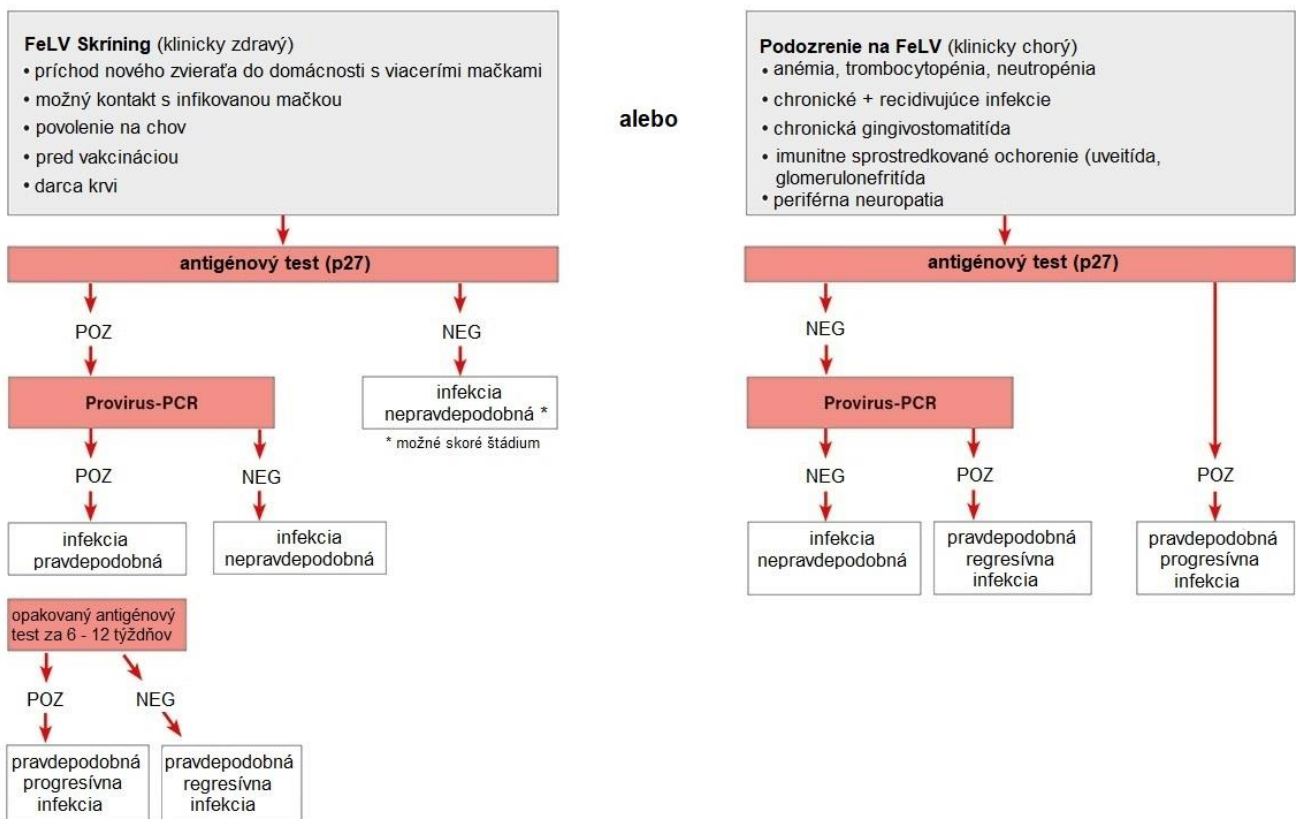 FeLV Skríning (klinicky zdravý)
• príchod nového zvieraťa do domácnosti s viacerími mačkami
• možný kontakt s infikovanou mačkou
• povolenie na chov
• pred vakcináciou
• darca krvi
alebo
Podozrenie na FeLV (klinicky chorý)
• anémia, trombocytopénia, neutropénia
• chronické + recidivujúce infekcie
• chronická gingivostomatitída
• imunitne sprostredkované ochorenie (uveitída,
glomerulonefritída
• periférna neuropatia
antigénový test (p27)
POZ
NEG
Provirus-PCR
infekcia
nepravdepodobná *
* možné skoré štádium
POZ
NEG
infekcia
pravdepodobná
infekcia
nepravdepodobná
opakovaný antigénový
test za 6 - 12 týždňov
POZ
NEG
pravdepodobná
progresívna
infekcia
pravdepodobná
regresívna
infekcia
antigénový test (p27)
NEG
Provirus-PCR
NEG
POZ
POZ
infekcia
nepravdepodobná
pravdepodobná
regresívna
infekcia
pravdepodobná
progresívna
infekcia